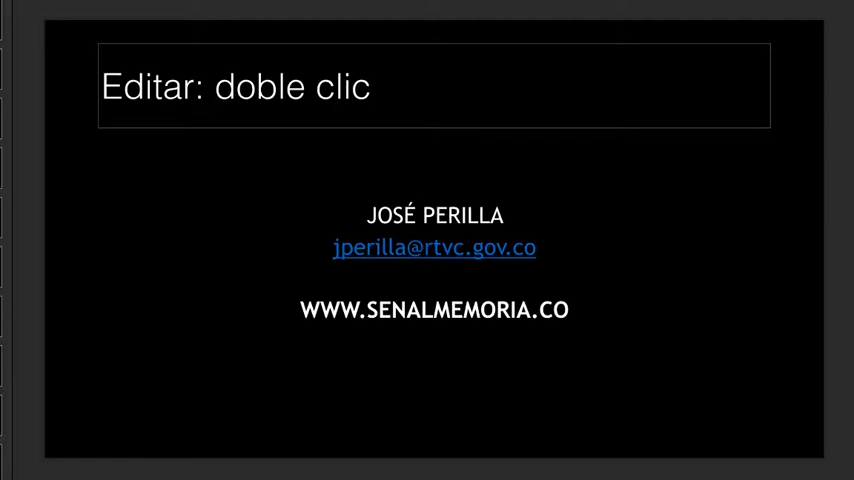 Editar: doble clic
JOSÉ PERILLA
jperilla@rtvc.gov.co
WWW.SENALMEMORIA.CO